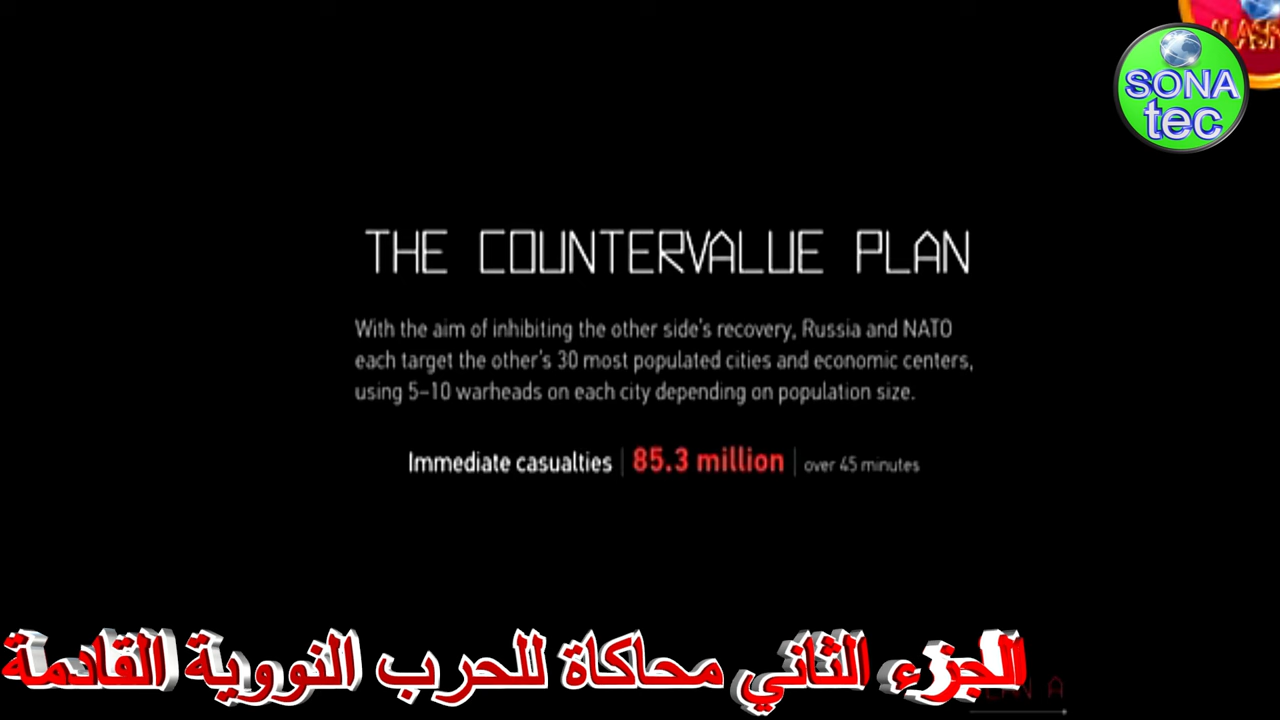 SONA
tec
THE COUNTERVALUE PLAN
With the aim of inhibiting the other side's recovery, Russia and NATO
each target the other's 30 most populated cities and economic centers,
using 5–10 warheads on each city depending on population size.
Immediate casualties | 85.3 million | over 45 minutes
الجزء الثاني محاكاة للحرب النووية القادمة
PLAN A